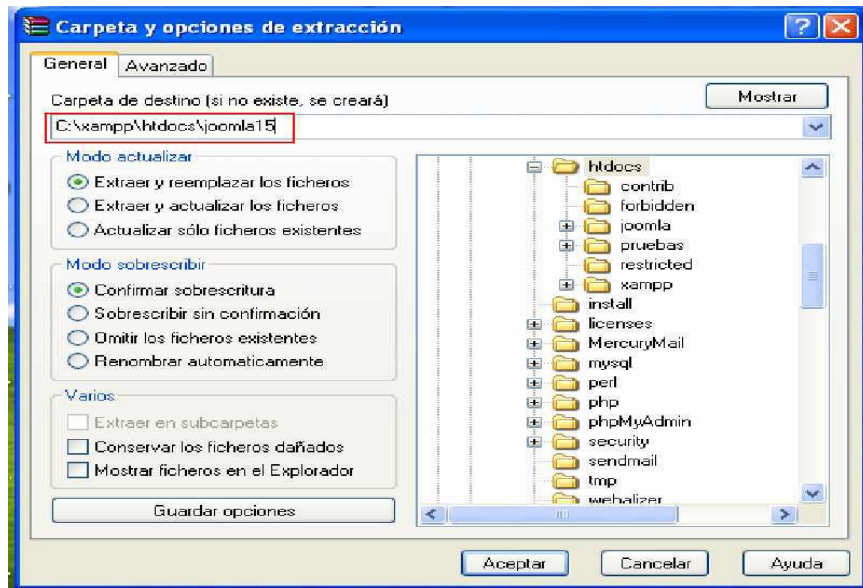 Carpeta y opciones de extracción
General
Avanzado
Carpeta de destino (si no existe, se creará)
Mostrar
C:\xampp\htdocs\joomla15
Modo actualizar
Extraer y reemplazar los ficheros
Extraer y actualizar los ficheros
Actualizar sólo ficheros existentes
Modo sobrescribir
Confirmar sobrescritura
Sobrescribir sin confirmación
Omitir los ficheros existentes
Renombrar automaticamente
Varios
Extraer en subcarpetas
Conservar los ficheros dañados
Mostrar ficheros en el Explorador
Guardar opciones
htdocs
contrib
forbidden
joomla
pruebas
restricted
xampp
install
licenses
MercuryMail
mysql
perl
php
phpMyAdmin
security
sendmail
tmp
webalizer
Aceptar
Cancelar
Ayuda